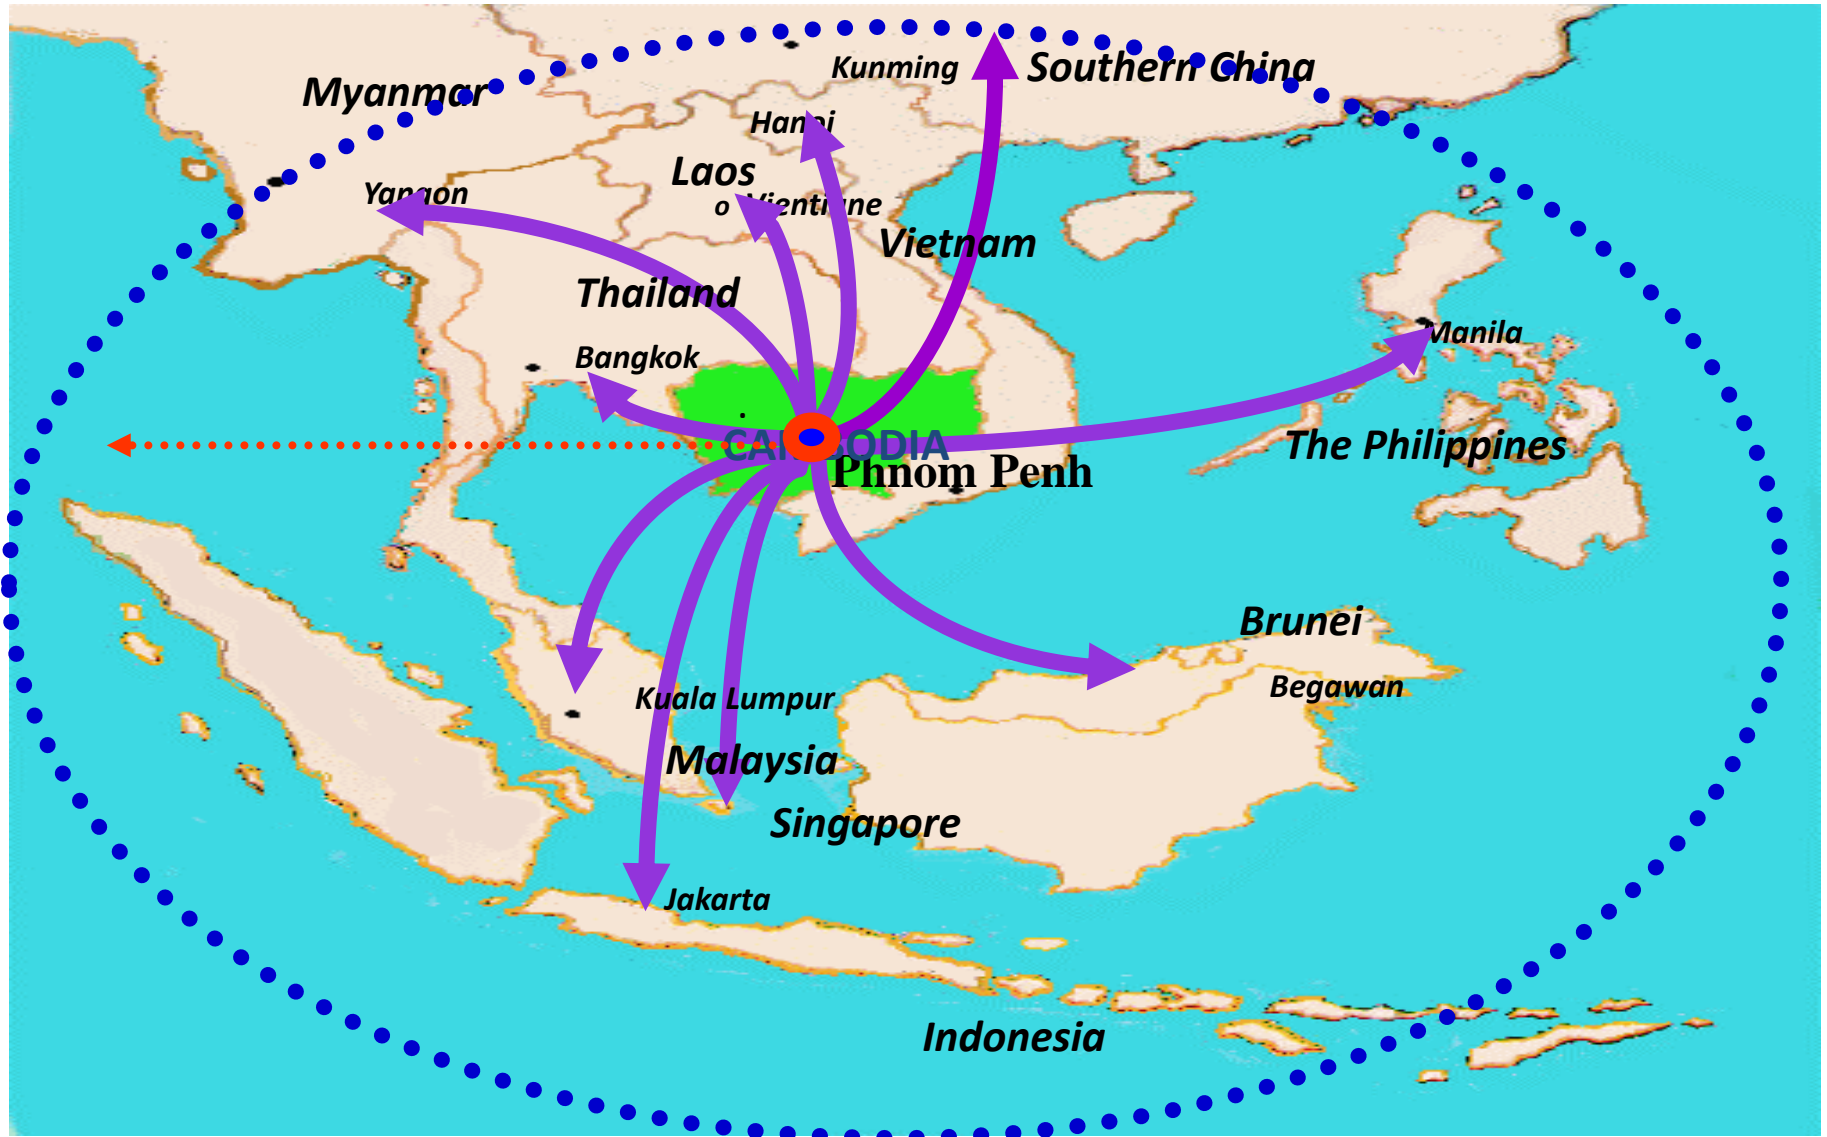 Kunming
Southern China
Myanmar
Hanoi
Laos
Yangon
o Vientiane
Vietnam
Thailand
Manila
Bangkok
CAMBODIA
The Philippines
Phnom Penh
Brunei
Begawan
Kuala Lumpur
Malaysia
Singapore
Jakarta
Indonesia